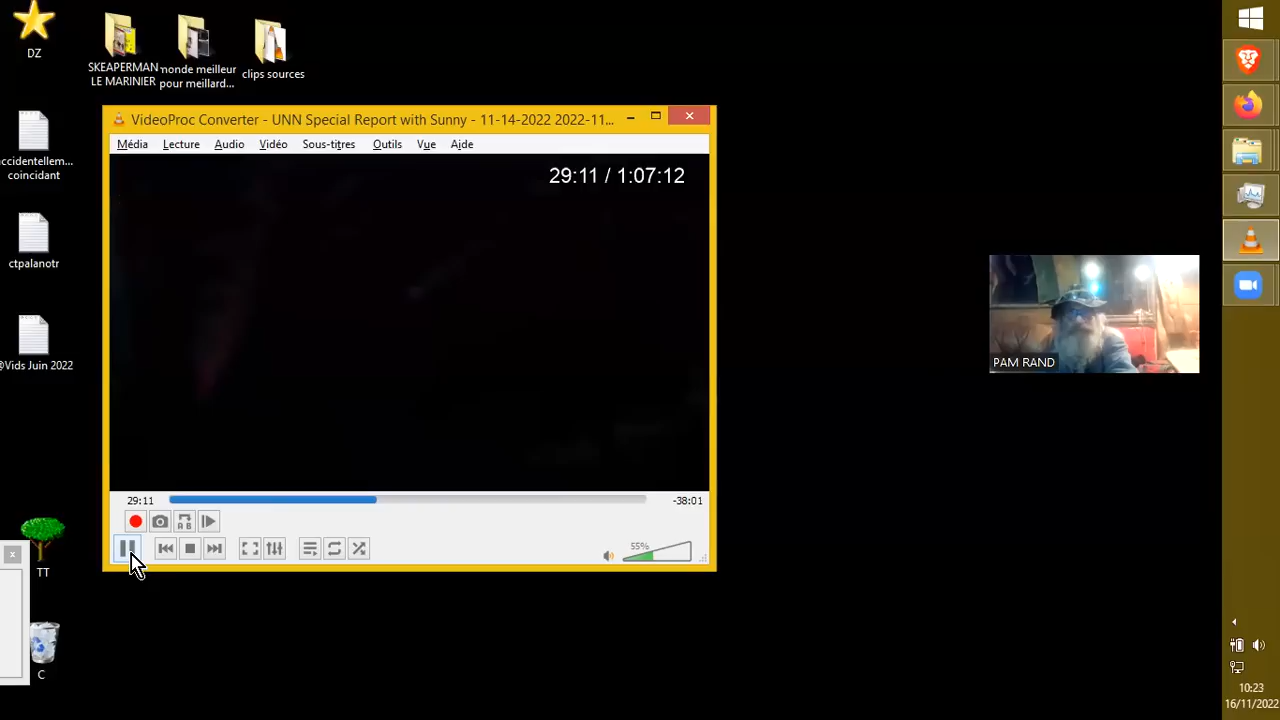 DZ
SKEAPERMAN
LE MARINIER
monde meilleur
pour meillard...
clips sources
ccidentellem...
coincidant
ctpalanotr
@Vids Juin 2022
TT
C
VideoProc Converter - UNN Special Report with Sunny - 11-14-2022 2022-11...
Média Lecture Audio Vidéo Sous-titres Outils Vue Aide
29:11 / 1:07:12
29:11
-38:01
A B
55%
PAM RAND
10:23
16/11/2022